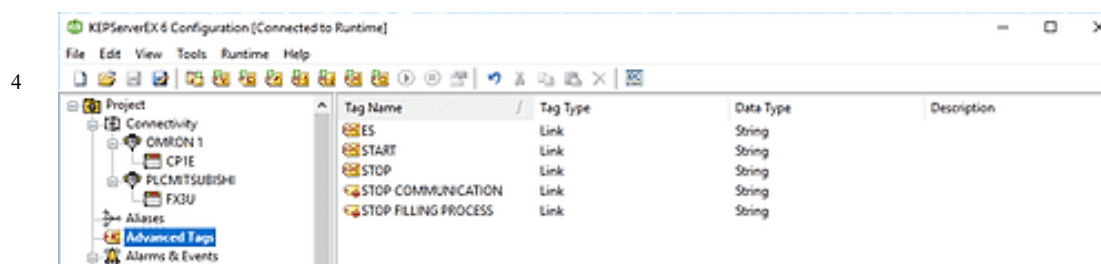 KEPServerEX 6 Configuration [Connected to Runtime]
File Edit View Tools Runtime Help
4
Project
Connectivity
OMRON 1
CP1E
PLCMITSUBISHI
FX3U
Aliases
Advanced Tags
Alarms & Events
Tag Name / Tag Type Data Type Description
ES Link String
START Link String
STOP Link String
STOP COMMUNICATION Link String
STOP FILLING PROCESS Link String